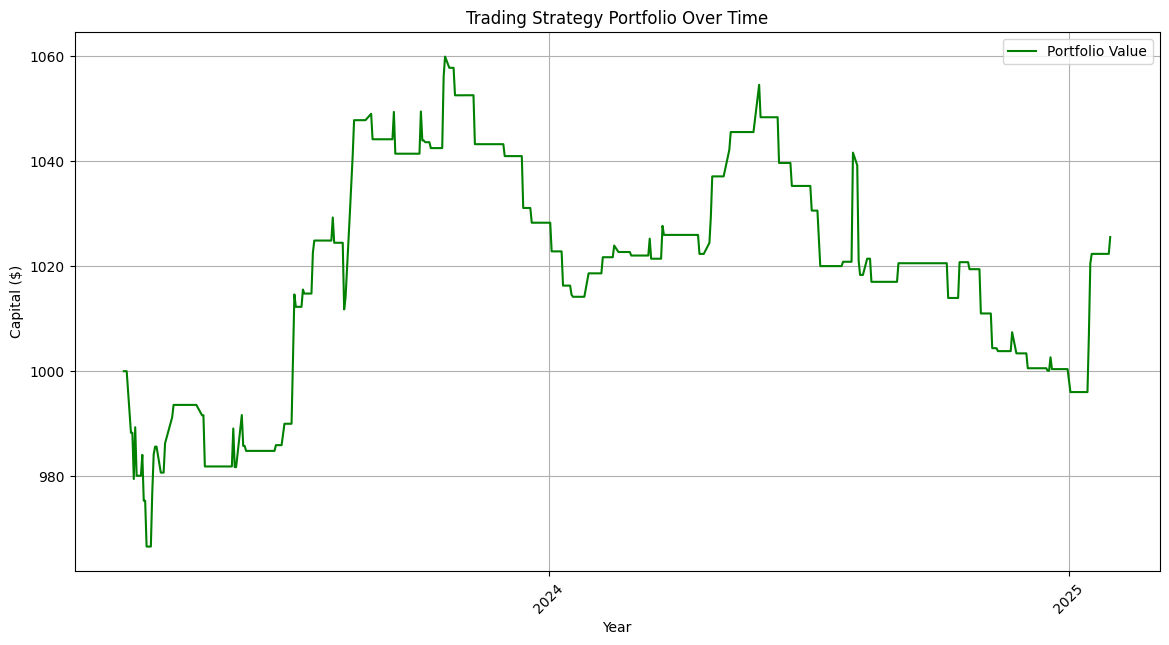 Trading Strategy Portfolio Over Time
Portfolio Value
Capital ($)
1060
1040
1020
1000
980
2024
2025
Year